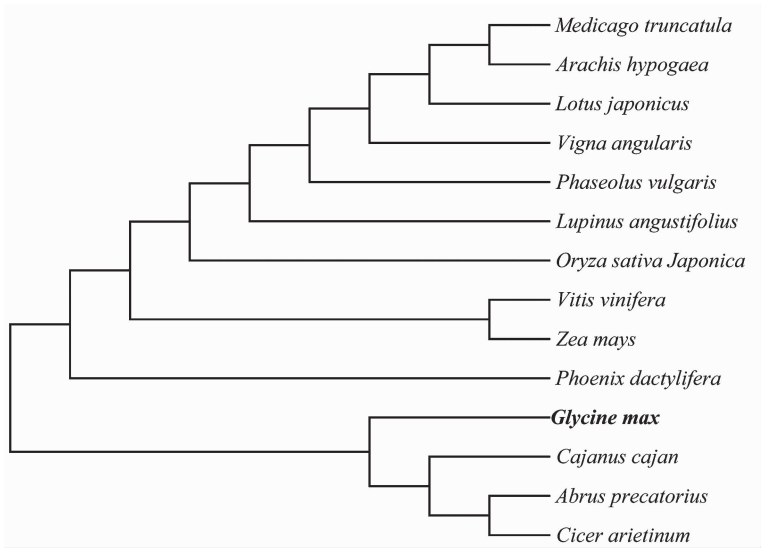 Medicago truncatula
Arachis hypogaea
Lotus japonicus
Vigna angularis
Phaseolus vulgaris
Lupinus angustifolius
Oryza sativa Japonica
Vitis vinifera
Zea mays
Phoenix dactylifera
Glycine max
Cajanus cajan
Abrus precatorius
Cicer arietinum